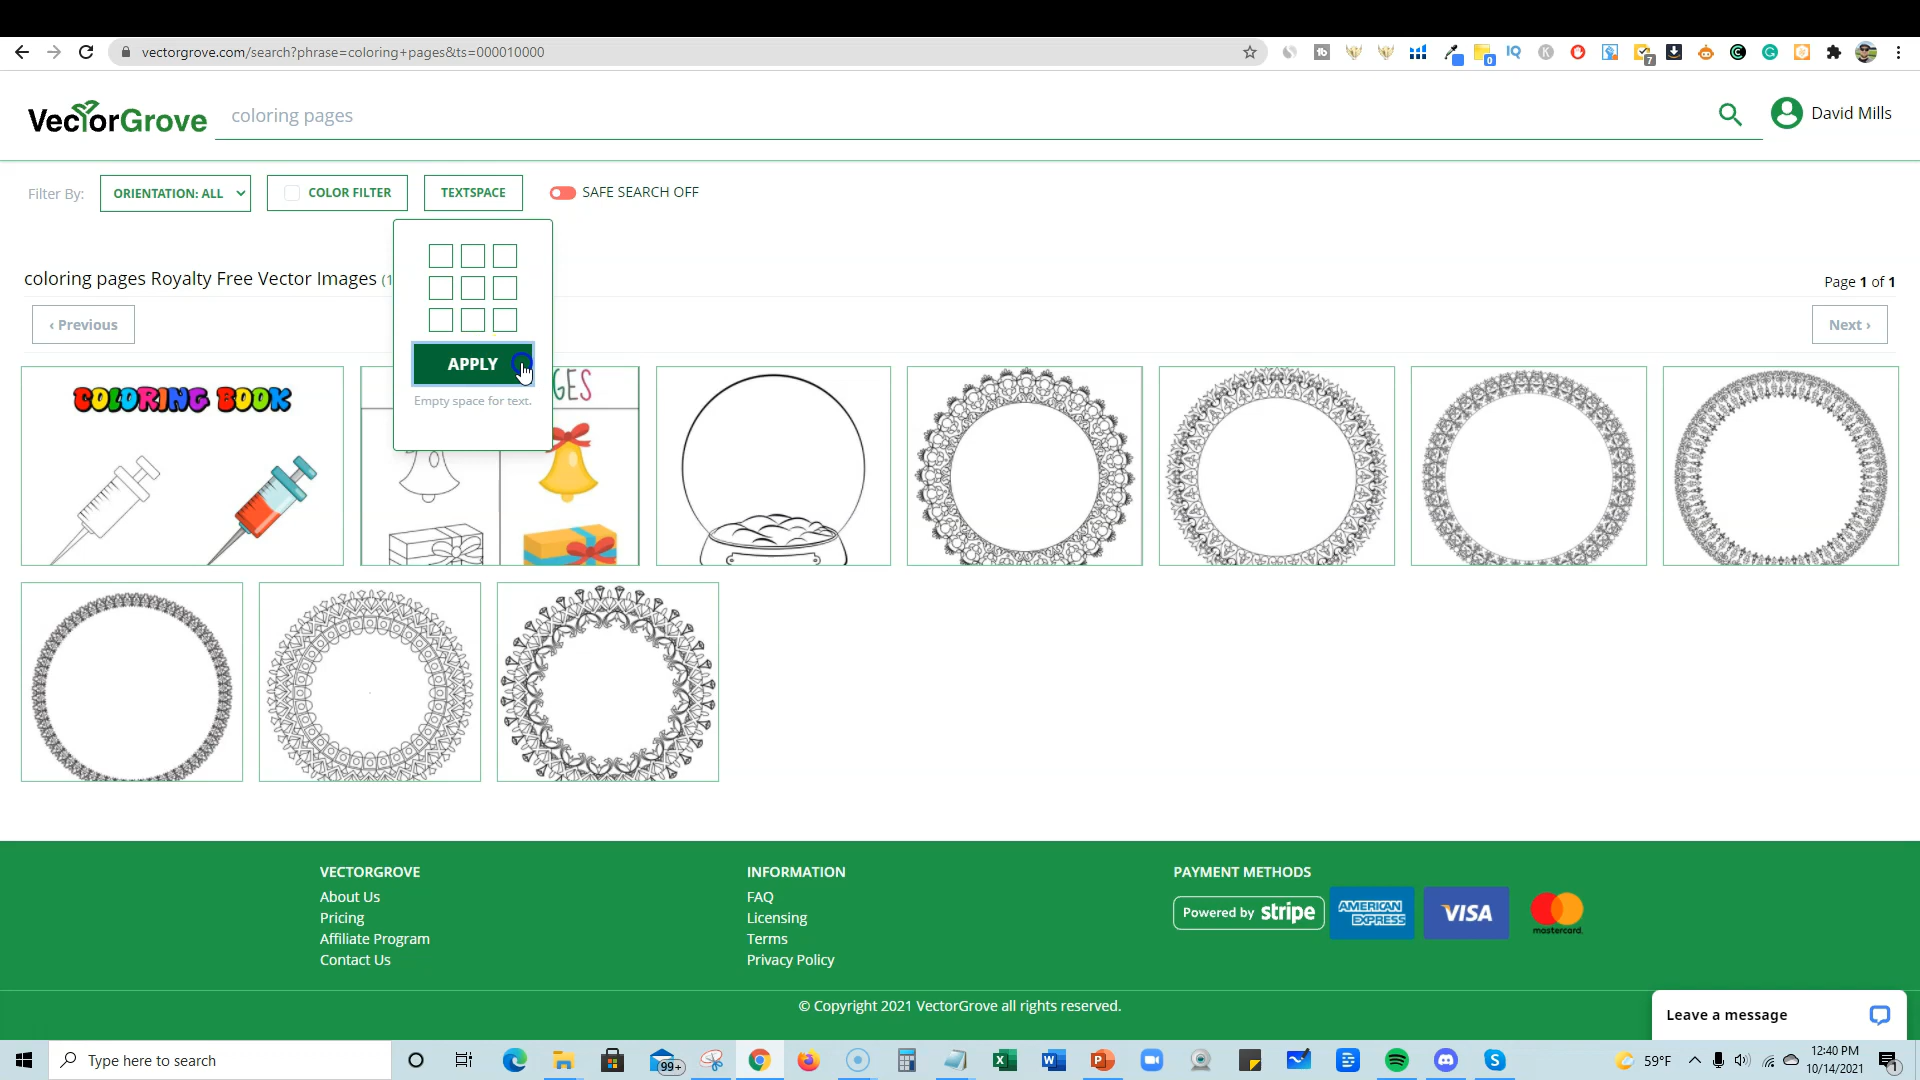 vectorgrove.com/search?phrase=coloring+pages&ts=000010000
VectorGrove
coloring pages
David Mills
Filter By:
ORIENTATION: ALL
COLOR FILTER
TEXTSPACE
SAFE SEARCH OFF
coloring pages Royalty Free Vector Images (1
Page 1 of 1
‹ Previous
Next ›
APPLY
Empty space for text.
COLORING BOOK
GES
VECTORGROVE
About Us
Pricing
Affiliate Program
Contact Us
INFORMATION
FAQ
Licensing
Terms
Privacy Policy
PAYMENT METHODS
Powered by stripe
AMERICAN EXPRESS
VISA
mastercard.
© Copyright 2021 VectorGrove all rights reserved.
Leave a message
Type here to search
99+
59°F
12:40 PM
10/14/2021
1